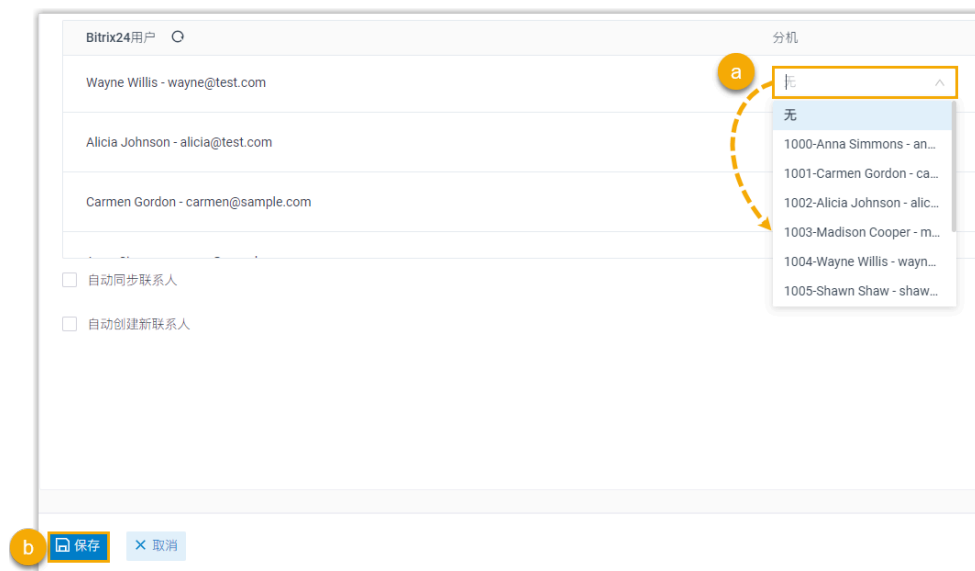 Bitrix24用户 分机
a
Wayne Willis - wayne@test.com 无
无
Alicia Johnson - alicia@test.com 1000-Anna Simmons - an...
1001-Carmen Gordon - ca...
Carmen Gordon - carmen@sample.com 1002-Alicia Johnson - alic...
1003-Madison Cooper - m...
1004-Wayne Willis - wayn...
自动同步联系人 1005-Shawn Shaw - shaw...
自动创建新联系人
b 保存 取消